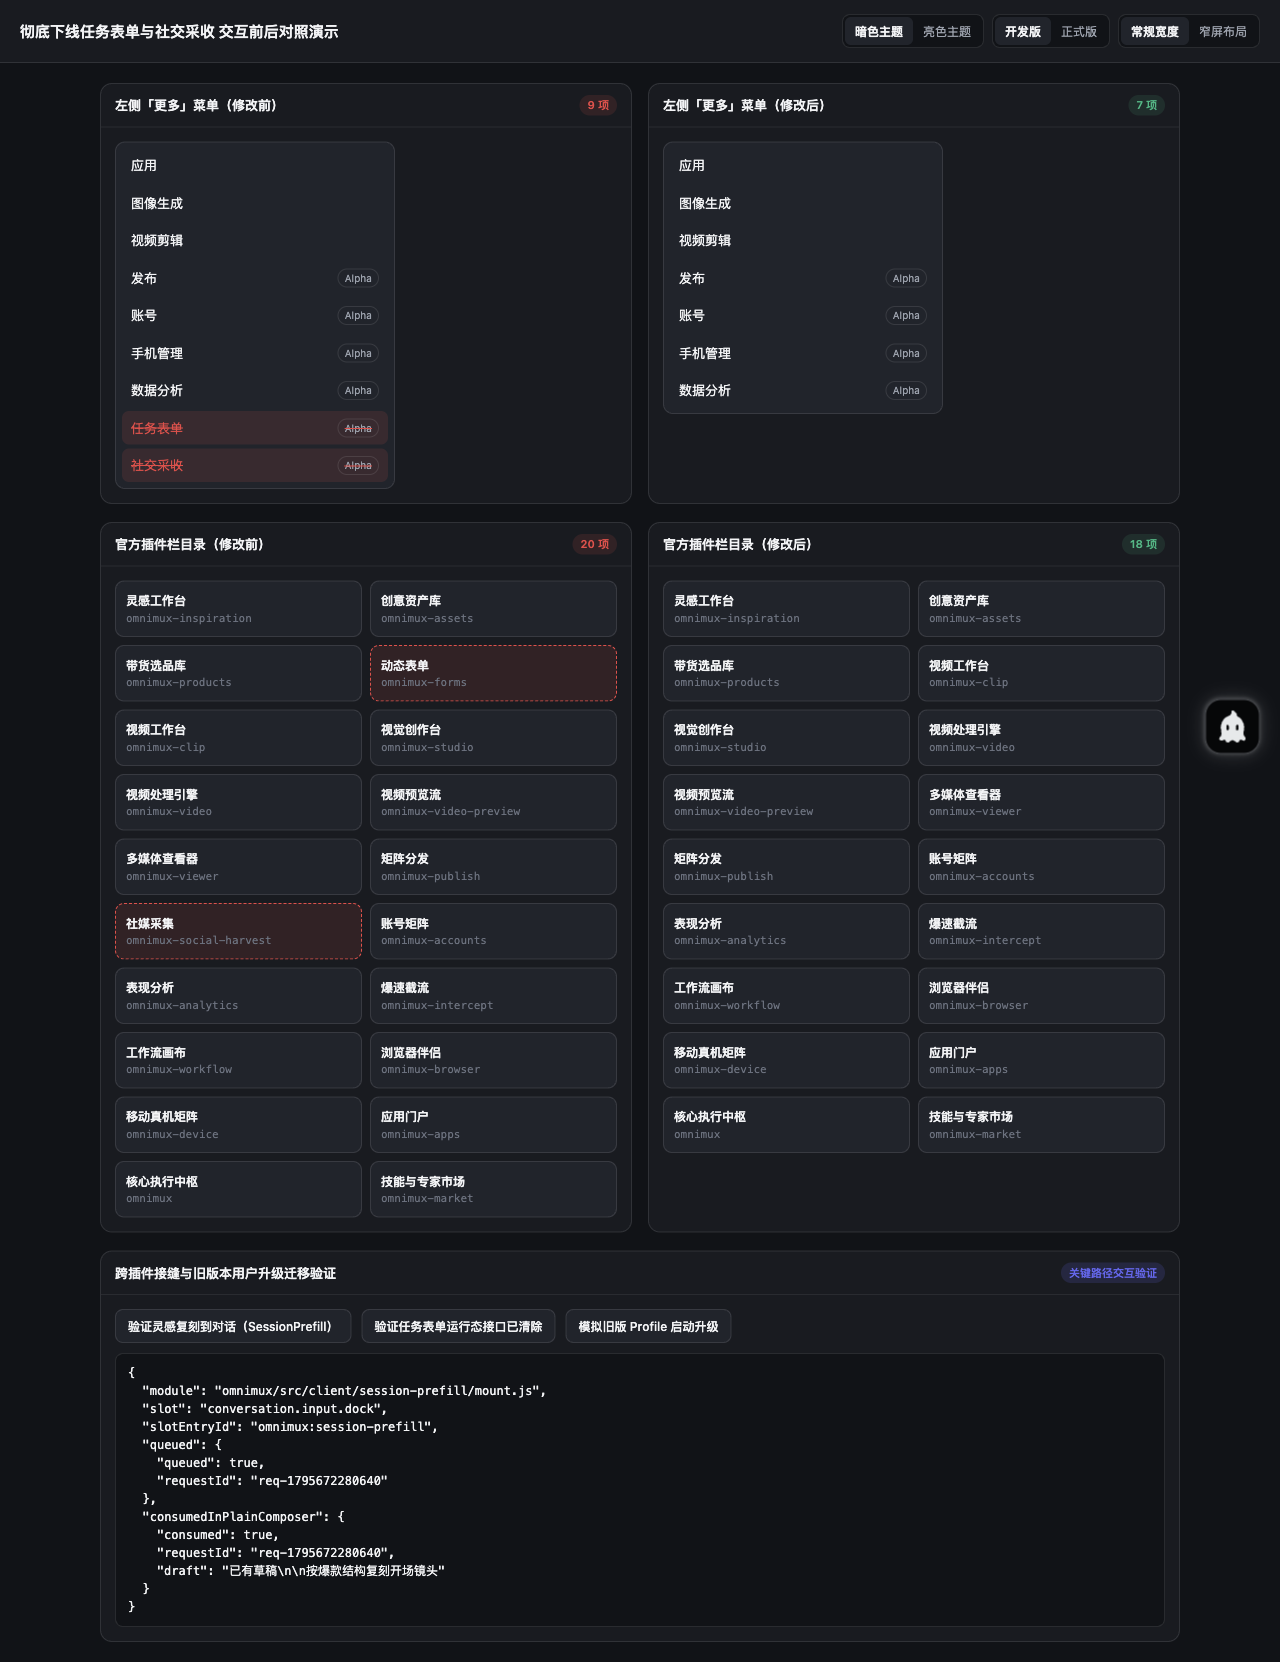 彻底下线任务表单与社交采收 交互前后对照演示
暗色主题 亮色主题 开发版 正式版 常规宽度 窄屏布局
左侧「更多」菜单（修改前）
9 项
应用
图像生成
视频剪辑
发布 Alpha
账号 Alpha
手机管理 Alpha
数据分析 Alpha
任务表单 Alpha
社交采收 Alpha
左侧「更多」菜单（修改后）
7 项
应用
图像生成
视频剪辑
发布 Alpha
账号 Alpha
手机管理 Alpha
数据分析 Alpha
官方插件栏目录（修改前）
20 项
灵感工作台
omnimux-inspiration
创意资产库
omnimux-assets
带货选品库
omnimux-products
动态表单
omnimux-forms
视频工作台
omnimux-clip
视觉创作台
omnimux-studio
视频处理引擎
omnimux-video
视频预览流
omnimux-video-preview
多媒体查看器
omnimux-viewer
矩阵分发
omnimux-publish
社媒采集
omnimux-social-harvest
账号矩阵
omnimux-accounts
表现分析
omnimux-analytics
爆速截流
omnimux-intercept
工作流画布
omnimux-workflow
浏览器伴侣
omnimux-browser
移动真机矩阵
omnimux-device
应用门户
omnimux-apps
核心执行中枢
omnimux
技能与专家市场
omnimux-market
官方插件栏目录（修改后）
18 项
灵感工作台
omnimux-inspiration
创意资产库
omnimux-assets
带货选品库
omnimux-products
视频工作台
omnimux-clip
视觉创作台
omnimux-studio
视频处理引擎
omnimux-video
视频预览流
omnimux-video-preview
多媒体查看器
omnimux-viewer
矩阵分发
omnimux-publish
账号矩阵
omnimux-accounts
表现分析
omnimux-analytics
爆速截流
omnimux-intercept
工作流画布
omnimux-workflow
浏览器伴侣
omnimux-browser
移动真机矩阵
omnimux-device
应用门户
omnimux-apps
核心执行中枢
omnimux
技能与专家市场
omnimux-market
跨插件接缝与旧版本用户升级迁移验证
关键路径交互验证
验证灵感复刻到对话（SessionPrefill） 验证任务表单运行态接口已清除 模拟旧版 Profile 启动升级
{
  "module": "omnimux/src/client/session-prefill/mount.js",
  "slot": "conversation.input.dock",
  "slotEntryId": "omnimux:session-prefill",
  "queued": {
    "queued": true,
    "requestId": "req-1795672280640"
  },
  "consumedInPlainComposer": {
    "consumed": true,
    "requestId": "req-1795672280640",
    "draft": "已有草稿\n\n按爆款结构复刻开场镜头"
  }
}